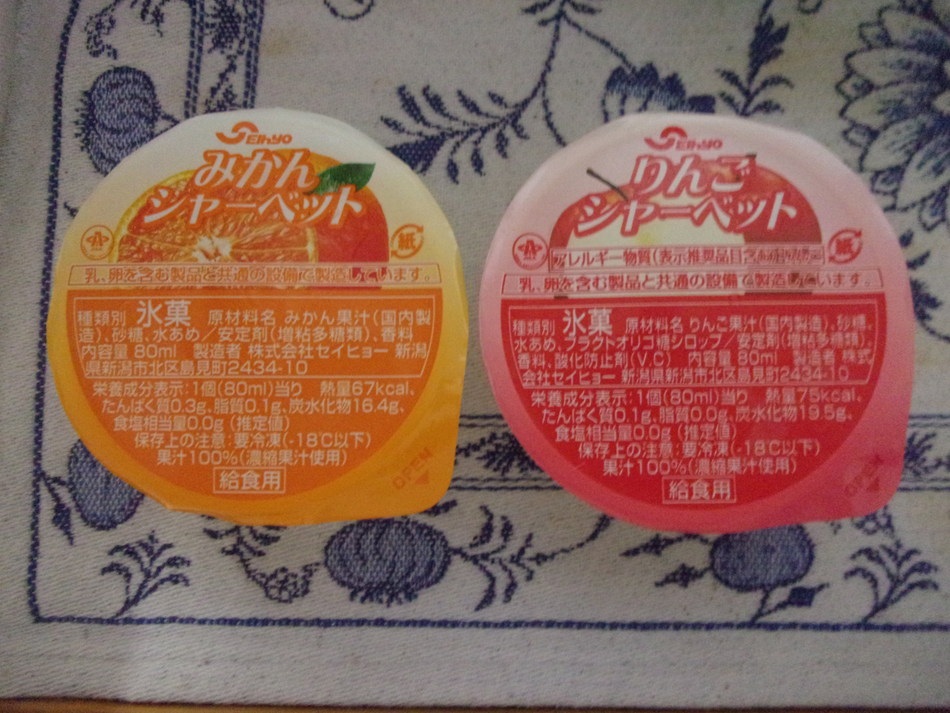 SEIHYO
みかん
シャーベット
紙
乳、卵を含む製品と共通の設備で製造しています。
種類別 氷菓 原材料名 みかん果汁(国内製
造)、砂糖、水あめ/安定剤(増粘多糖類)、香料
内容量 80ml 製造者 株式会社セイヒョー 新潟
県新潟市北区島見町2434-10
栄養成分表示:1個(80ml)当り 熱量67kcal、
たんぱく質0.3g、脂質0.1g、炭水化物16.4g、
食塩相当量0.0g (推定値)
保存上の注意:要冷凍(-18℃以下)
果汁100%(濃縮果汁使用)
給食用
OPEN
SEIHYO
りんご
シャーベット
紙
アレルギー物質(表示推奨品目含む):りんご
乳、卵を含む製品と共通の設備で製造しています。
種類別 氷菓 原材料名 りんご果汁(国内製造)、砂糖、
水あめ、フラクトオリゴ糖シロップ/安定剤(増粘多糖類)、
香料、酸化防止剤(V.C) 内容量 80ml 製造者 株式
会社セイヒョー 新潟県新潟市北区島見町2434-10
栄養成分表示:1個(80ml)当り 熱量75kcal、
たんぱく質0.1g、脂質0.0g、炭水化物19.5g、
食塩相当量0.0g (推定値)
保存上の注意:要冷凍(-18℃以下)
果汁100%(濃縮果汁使用)
給食用
OPEN